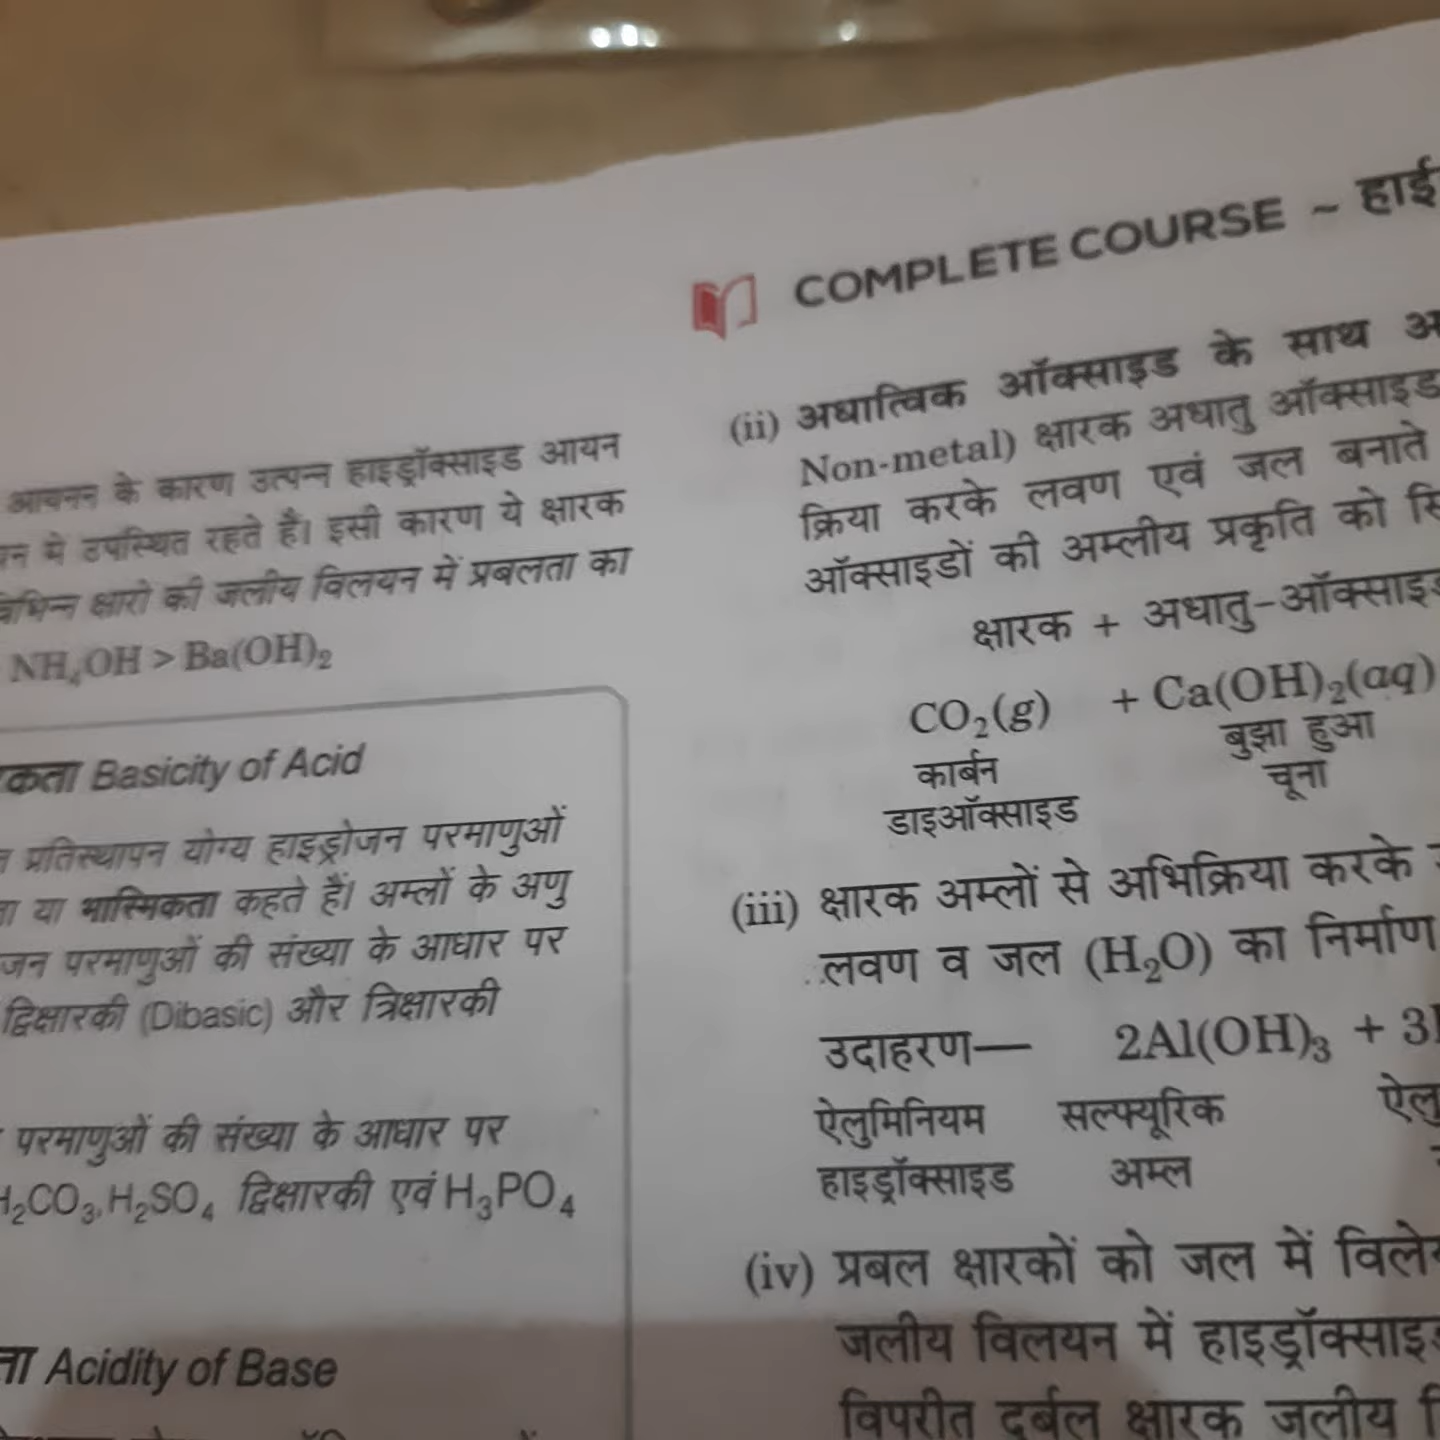 COMPLETE COURSE ~ हाई
आयनन के कारण उत्पन्न हाइड्रॉक्साइड आयन
में उपस्थित रहते हैं। इसी कारण ये क्षारक
विभिन्न क्षारों की जलीय विलयन में प्रबलता का
NH₄OH > Ba(OH)₂
Basicity of Acid
प्रतिस्थापन योग्य हाइड्रोजन परमाणुओं
या भास्मिकता कहते हैं। अम्लों के अणु
जन परमाणुओं की संख्या के आधार पर
द्विक्षारकी (Dibasic) और त्रिक्षारकी
परमाणुओं की संख्या के आधार पर
H₂CO₃, H₂SO₄ द्विक्षारकी एवं H₃PO₄
Acidity of Base
(ii) अधात्विक ऑक्साइड के साथ
Non-metal) क्षारक अधातु ऑक्साइड
क्रिया करके लवण एवं जल बनाते
ऑक्साइडों की अम्लीय प्रकृति को
क्षारक + अधातु-ऑक्साइड
CO₂(g) + Ca(OH)₂(aq)
कार्बन बुझा हुआ
डाइऑक्साइड चूना
(iii) क्षारक अम्लों से अभिक्रिया करके
लवण व जल (H₂O) का निर्माण
उदाहरण— 2Al(OH)₃ + 3
ऐलुमिनियम सल्फ्यूरिक ऐलु
हाइड्रॉक्साइड अम्ल
(iv) प्रबल क्षारकों को जल में
जलीय विलयन में हाइड्रॉक्साइड
विपरीत दुर्बल क्षारक जलीय